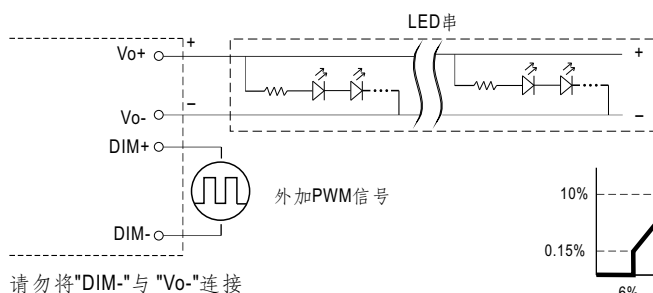 LED串
Vo+
+
+
Vo-
−
−
DIM+
外加PWM信号
DIM-
10%
0.15%
6%
请勿将"DIM-"与 "Vo-"连接